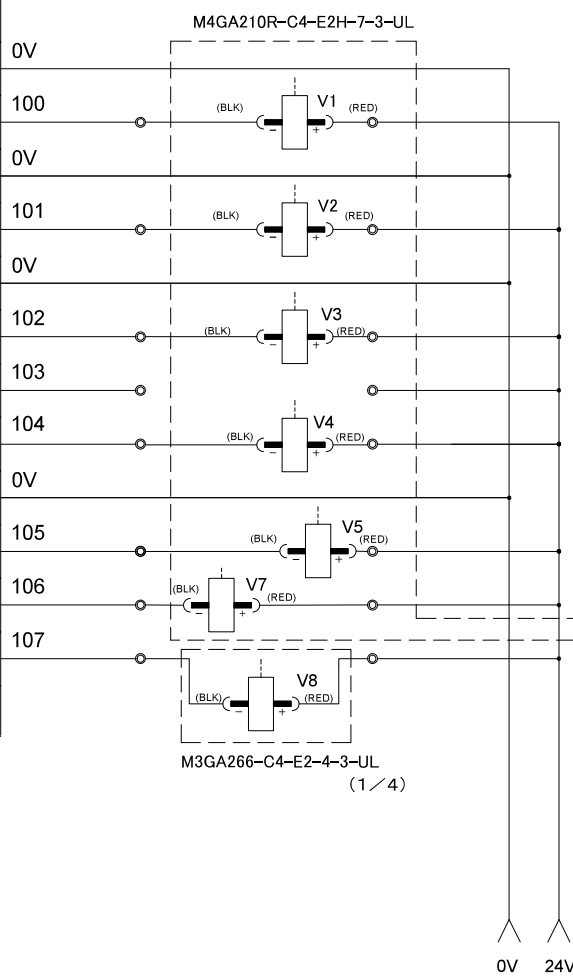 M4GA210R-C4-E2H-7-3-UL
0V
100 (BLK) - V1 + (RED)
0V
101 (BLK) - V2 + (RED)
0V
102 (BLK) - V3 + (RED)
103
104 (BLK) - V4 + (RED)
0V
105 (BLK) - V5 + (RED)
106 (BLK) - V7 + (RED)
107
(BLK) - V8 + (RED)
M3GA266-C4-E2-4-3-UL
(1/4)
0V 24V